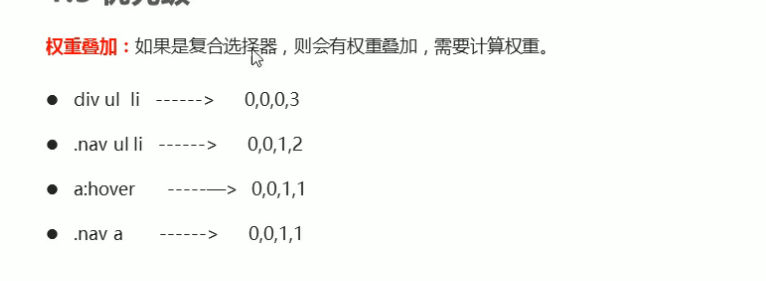 权重叠加：如果是复合选择器，则会有权重叠加，需要计算权重。
● div ul li ------> 0,0,0,3
● .nav ul li ------> 0,0,1,2
● a:hover -----—> 0,0,1,1
● .nav a ------> 0,0,1,1